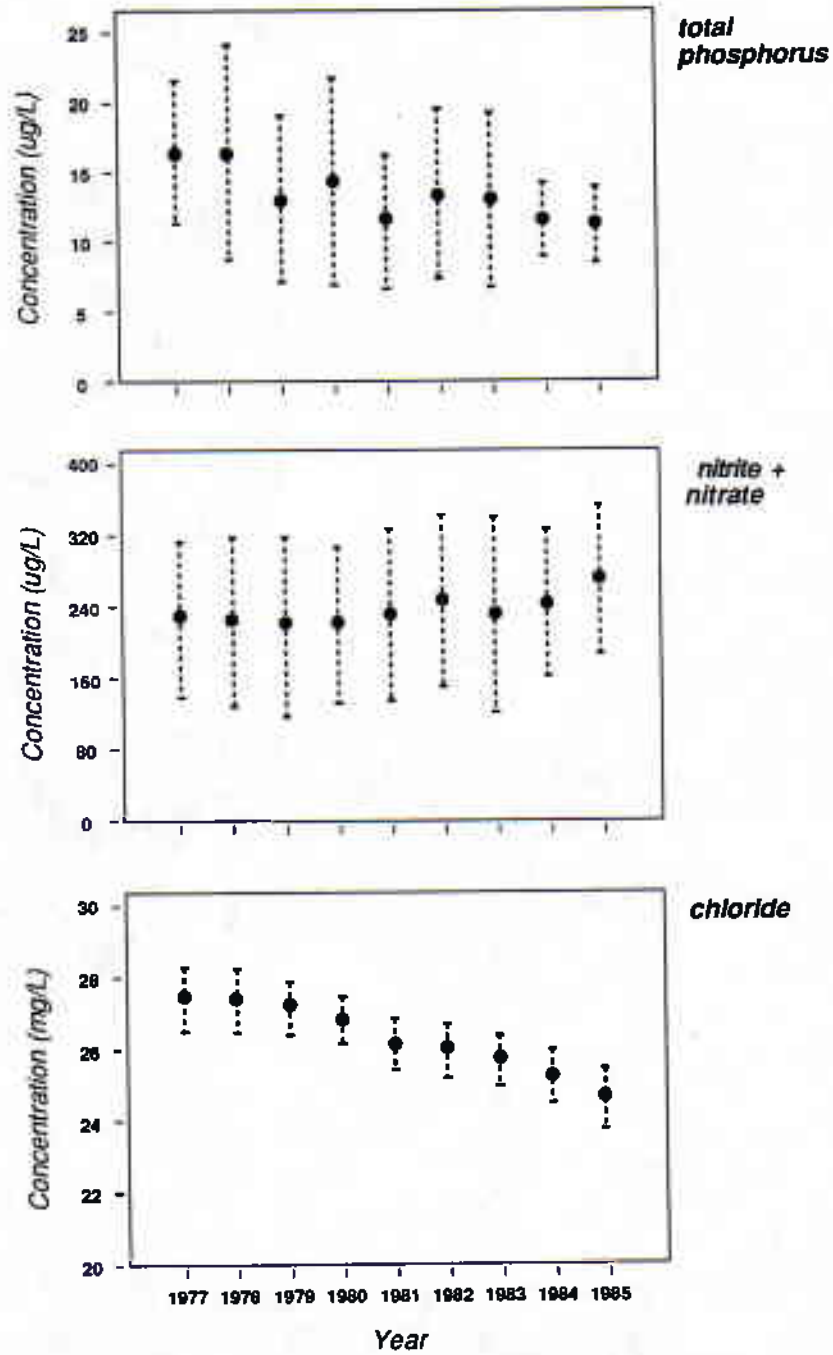 total
phosphorus
Concentration (ug/L)
25
20
15
10
5
0
nitrite +
nitrate
Concentration (ug/L)
400
320
240
160
80
0
chloride
Concentration (mg/L)
30
28
26
24
22
20
1977 1978 1979 1980 1981 1982 1983 1984 1985
Year